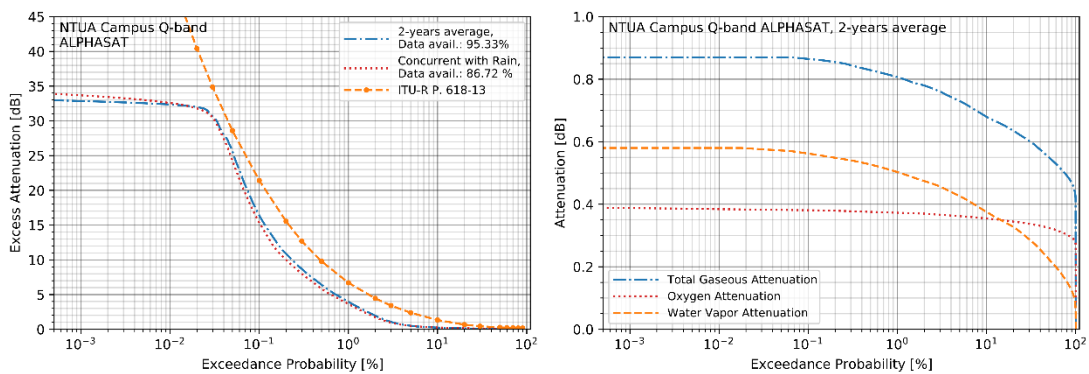 NTUA Campus Q-band
ALPHASAT
2-years average,
Data avail.: 95.33%
Concurrent with Rain,
Data avail.: 86.72 %
ITU-R P. 618-13
Excess Attenuation [dB]
45
40
35
30
25
20
15
10
5
0
10⁻³
10⁻²
10⁻¹
10⁰
10¹
10²
Exceedance Probability [%]
NTUA Campus Q-band ALPHASAT, 2-years average
Attenuation [dB]
1.0
0.8
0.6
0.4
0.2
0.0
Total Gaseous Attenuation
Oxygen Attenuation
Water Vapor Attenuation
10⁻³
10⁻²
10⁻¹
10⁰
10¹
10²
Exceedance Probability [%]